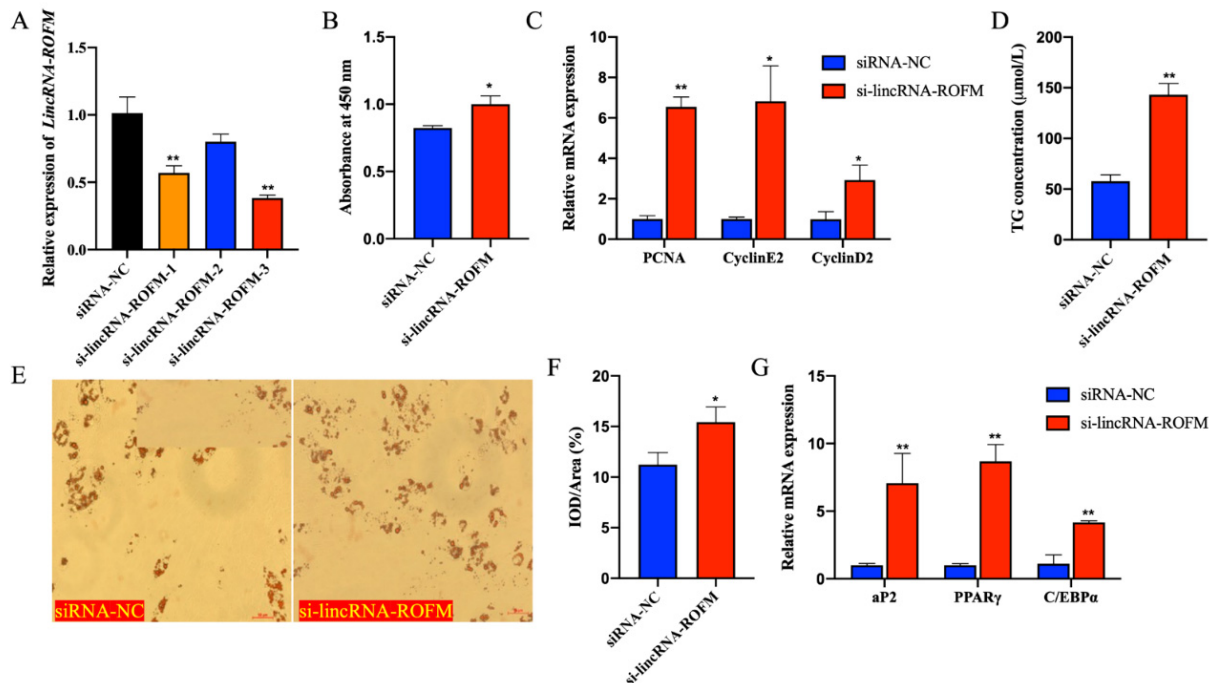 A
Relative expression of LincRNA-ROFM
1.5
1.0
0.5
0.0
**
**
siRNA-NC
si-lincRNA-ROFM-1
si-lincRNA-ROFM-2
si-lincRNA-ROFM-3
B
Absorbance at 450 nm
1.5
1.0
0.5
0.0
*
siRNA-NC
si-lincRNA-ROFM
C
Relative mRNA expression
10
8
6
4
2
0
**
*
*
PCNA
CyclinE2
CyclinD2
siRNA-NC
si-lincRNA-ROFM
D
TG concentration (μmol/L)
200
150
100
50
0
**
siRNA-NC
si-lincRNA-ROFM
E
siRNA-NC
si-lincRNA-ROFM
F
IOD/Area (%)
20
15
10
5
0
*
siRNA-NC
si-lincRNA-ROFM
G
Relative mRNA expression
15
10
5
0
**
**
**
aP2
PPARγ
C/EBPα
siRNA-NC
si-lincRNA-ROFM